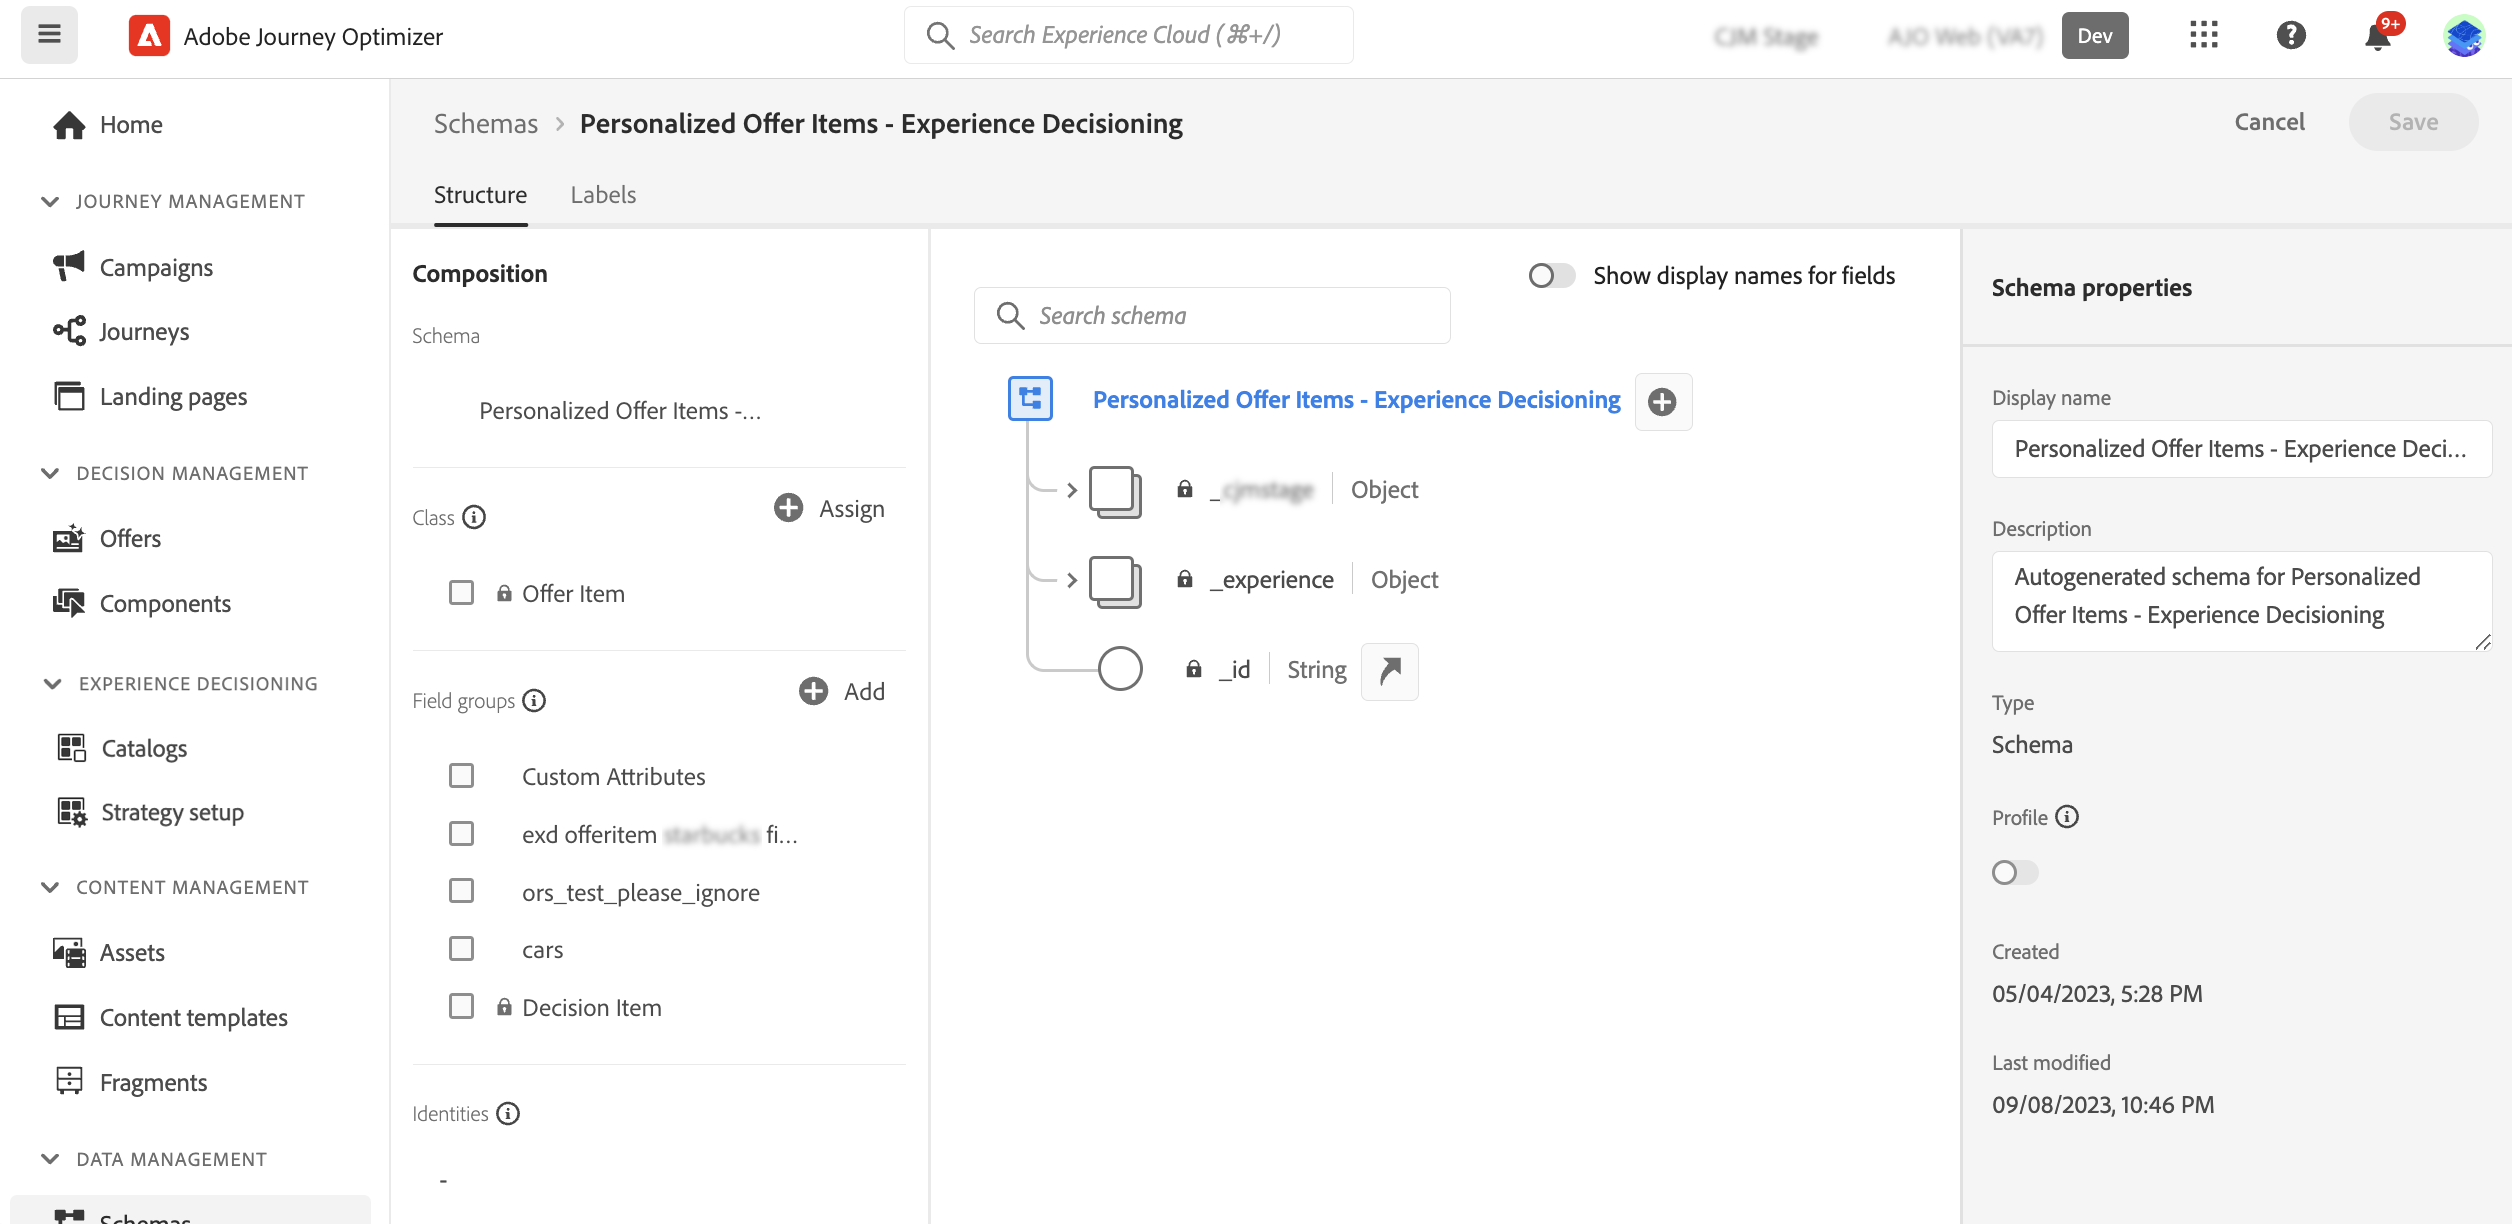 Adobe Journey Optimizer
Search Experience Cloud (⌘+/)
Dev
9+
Home
JOURNEY MANAGEMENT
Campaigns
Journeys
Landing pages
DECISION MANAGEMENT
Offers
Components
EXPERIENCE DECISIONING
Catalogs
Strategy setup
CONTENT MANAGEMENT
Assets
Content templates
Fragments
DATA MANAGEMENT
Schemas
Schemas > Personalized Offer Items - Experience Decisioning
Cancel
Save
Structure
Labels
Composition
Schema
Personalized Offer Items -...
Class
Assign
Offer Item
Field groups
Add
Custom Attributes
exd offeritem fi...
ors_test_please_ignore
cars
Decision Item
Identities
-
Show display names for fields
Search schema
Personalized Offer Items - Experience Decisioning
Object
_experience | Object
_id | String
Schema properties
Display name
Personalized Offer Items - Experience Deci...
Description
Autogenerated schema for Personalized
Offer Items - Experience Decisioning
Type
Schema
Profile
Created
05/04/2023, 5:28 PM
Last modified
09/08/2023, 10:46 PM